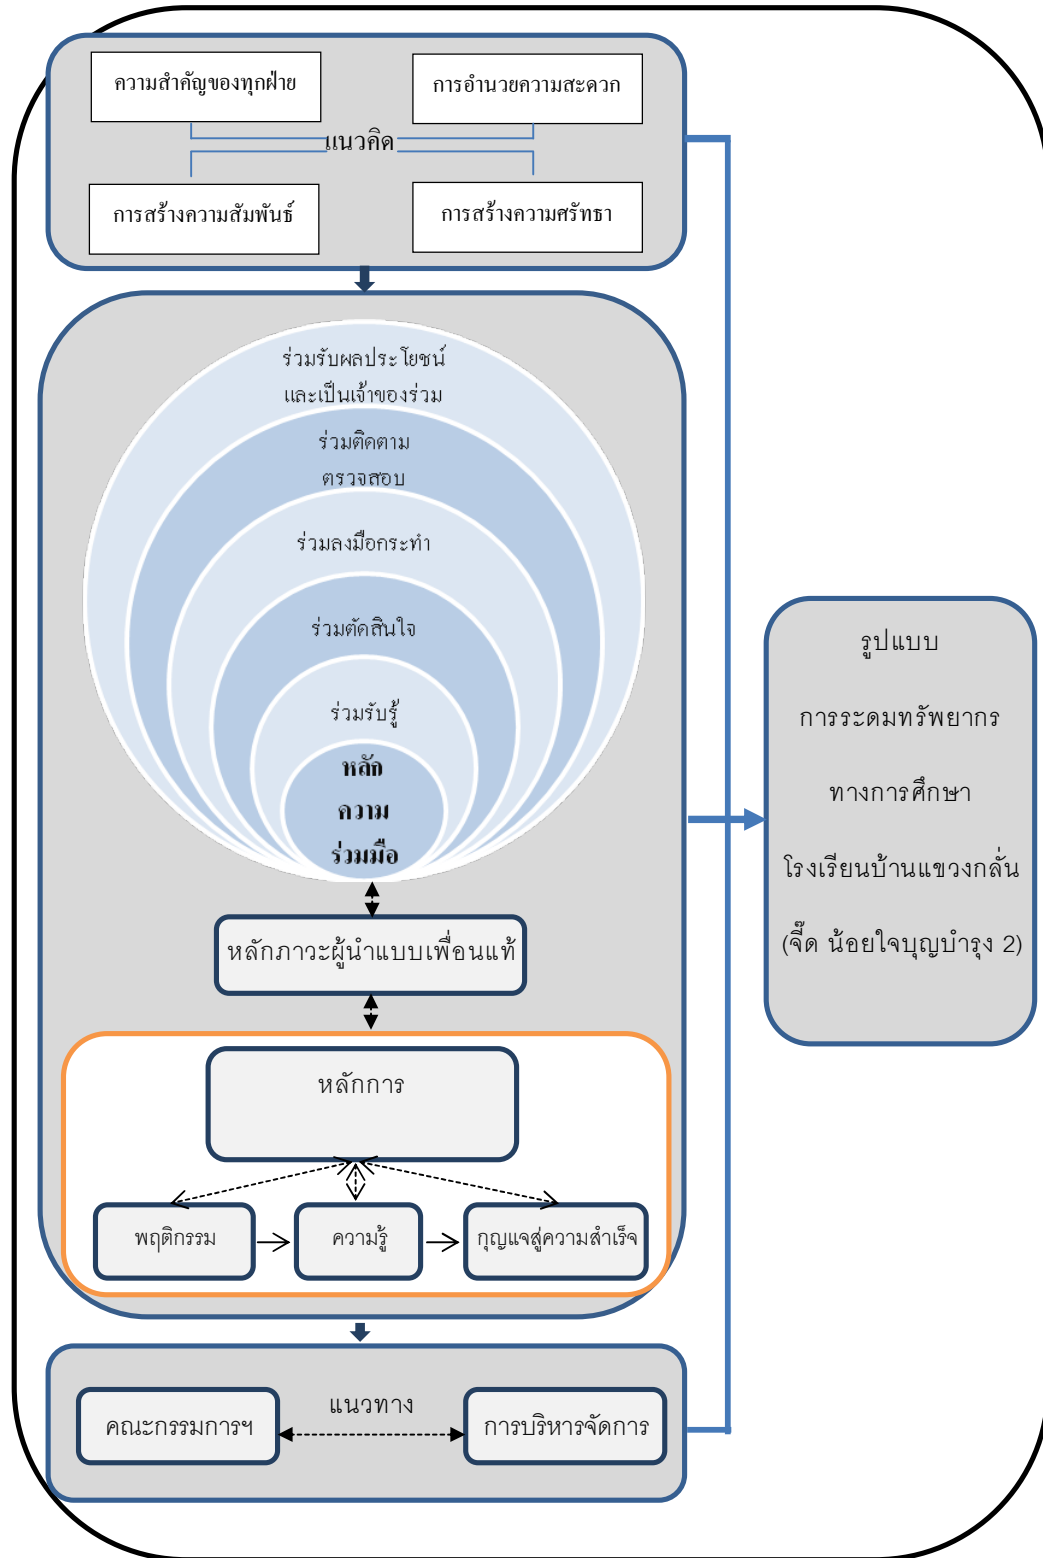 ความสำคัญของทุกฝ่าย
การอำนวยความสะดวก
แนวคิด
การสร้างความสัมพันธ์
การสร้างความศรัทธา
ร่วมรับผลประโยชน์
และเป็นเจ้าของร่วม
ร่วมติดตาม
ตรวจสอบ
ร่วมลงมือกระทำ
ร่วมตัดสินใจ
ร่วมรับรู้
หลัก
ความ
ร่วมมือ
หลักภาวะผู้นำแบบเพื่อนแท้
หลักการ
พฤติกรรม
ความรู้
กุญแจสู่ความสำเร็จ
แนวทาง
คณะกรรมการฯ
การบริหารจัดการ
รูปแบบ
การระดมทรัพยากร
ทางการศึกษา
โรงเรียนบ้านแขวงกลั่น
(จี๊ด น้อยใจบุญบำรุง 2)